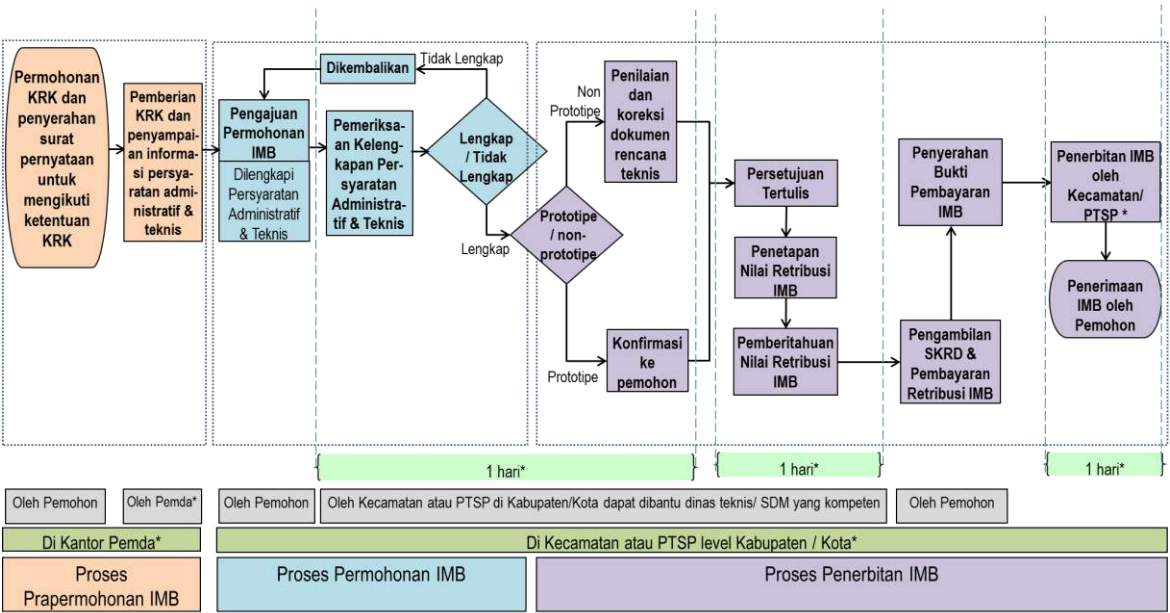 Permohonan
KRK dan
penyerahan
surat
pernyataan
untuk
mengikuti
ketentuan
KRK
Pemberian
KRK dan
penyampai-
an informa-
si persya-
ratan admi-
nistratif &
teknis
Dikembalikan
Tidak Lengkap
Pengajuan
Permohonan
IMB
Dilengkapi
Persyaratan
Administratif
& Teknis
Pemeriksa-
an Keleng-
kapan Per-
syaratan
Administra-
tif & Teknis
Lengkap
/ Tidak
Lengkap
Lengkap
Prototipe
/ non-
prototipe
Non
Prototipe
Penilaian
dan
koreksi
dokumen
rencana
teknis
Prototipe
Konfirmasi
ke
pemohon
Persetujuan
Tertulis
Penetapan
Nilai Retribusi
IMB
Pemberitahuan
Nilai Retribusi
IMB
Penyerahan
Bukti
Pembayaran
IMB
Pengambilan
SKRD &
Pembayaran
Retribusi IMB
Penerbitan IMB
oleh
Kecamatan/
PTSP *
Penerimaan
IMB oleh
Pemohon
1 hari*
1 hari*
1 hari*
Oleh Pemohon
Oleh Pemda*
Oleh Pemohon
Oleh Kecamatan atau PTSP di Kabupaten/Kota dapat dibantu dinas teknis/ SDM yang kompeten
Oleh Pemohon
Di Kantor Pemda*
Di Kecamatan atau PTSP level Kabupaten / Kota*
Proses
Prapermohonan IMB
Proses Permohonan IMB
Proses Penerbitan IMB